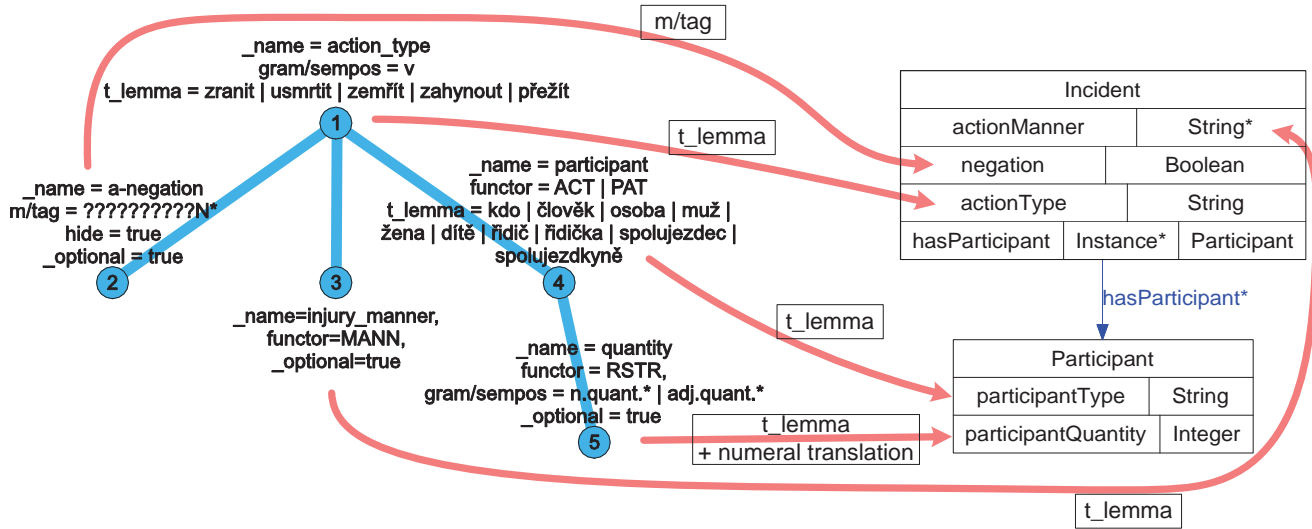 m/tag
_name = action_type
gram/sempos = v
t_lemma = zranit | usmrtit | zemřít | zahynout | přežít
1
t_lemma
_name = a-negation
m/tag = ??????????N*
hide = true
_optional = true
2
3
_name=injury_manner,
functor=MANN,
_optional=true
_name = participant
functor = ACT | PAT
t_lemma = kdo | člověk | osoba | muž |
žena | dítě | řidič | řidička | spolujezdec |
spolujezdkyně
4
t_lemma
_name = quantity
functor = RSTR,
gram/sempos = n.quant.* | adj.quant.*
_optional = true
5
t_lemma
+ numeral translation
t_lemma
Incident
actionManner String*
negation Boolean
actionType String
hasParticipant Instance* Participant
hasParticipant*
Participant
participantType String
participantQuantity Integer